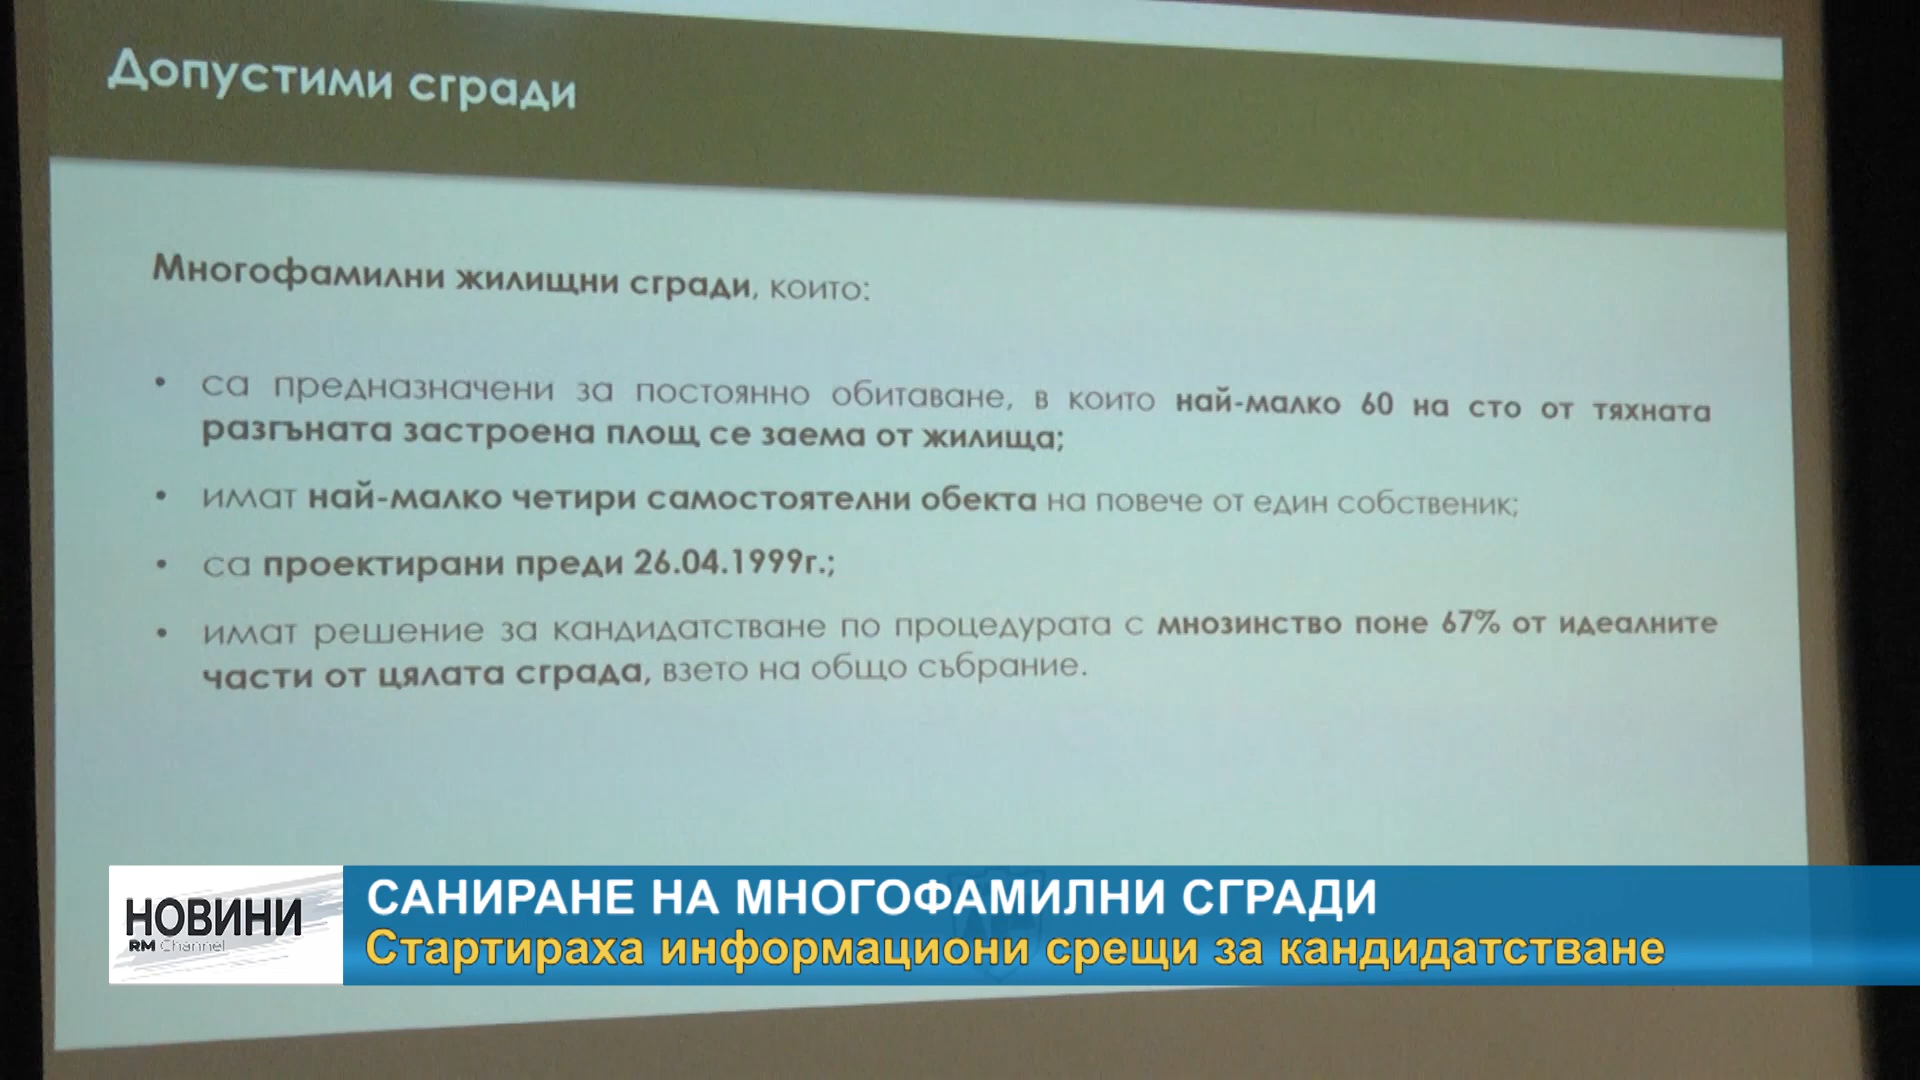 Допустими сгради
Многофамилни жилищни сгради, които:
• са предназначени за постоянно обитаване, в които най-малко 60 на сто от тяхната
разгъната застроена площ се заема от жилища;
• имат най-малко четири самостоятелни обекта на повече от един собственик;
• са проектирани преди 26.04.1999г.;
• имат решение за кандидатстване по процедурата с мнозинство поне 67% от идеалните
части от цялата сграда, взето на общо събрание.
НОВИНИ
RM Channel
САНИРАНЕ НА МНОГОФАМИЛНИ СГРАДИ
Стартираха информациони срещи за кандидатстване